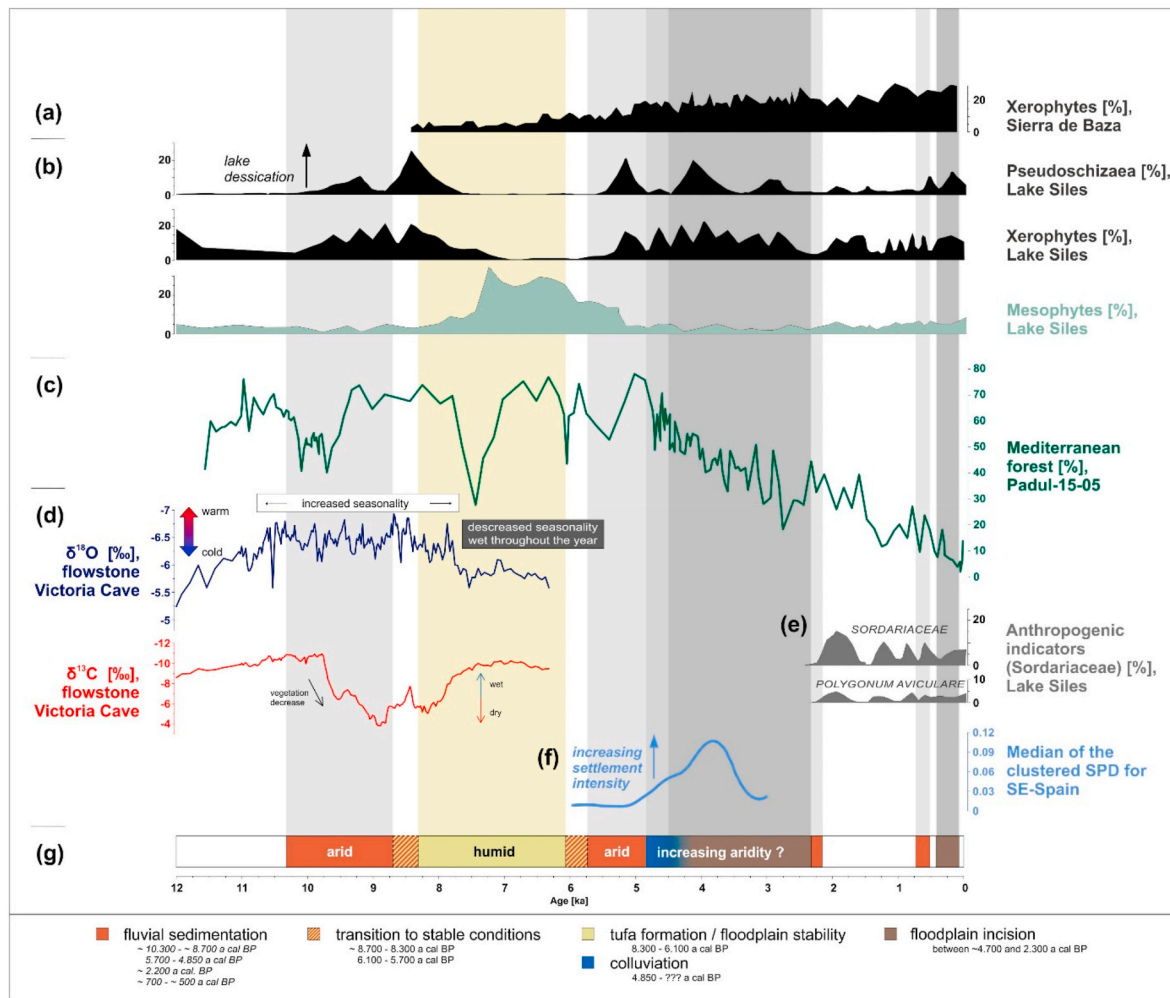 (a)
20
0
Xerophytes [%],
Sierra de Baza
(b)
lake
dessication
20
0
Pseudoschizaea [%],
Lake Siles
20
0
Xerophytes [%],
Lake Siles
20
0
Mesophytes [%],
Lake Siles
(c)
80
70
60
50
40
30
20
10
0
Mediterranean
forest [%],
Padul-15-05
(d)
-7
-6.5
-6
-5.5
-5
warm
cold
δ18O [‰],
flowstone
Victoria Cave
increased seasonality
descreased seasonality
wet throughout the year
-12
-10
-8
-6
-4
δ13C [‰],
flowstone
Victoria Cave
vegetation
decrease
wet
dry
(e)
SORDARIACEAE
20
0
POLYGONUM AVICULARE
10
0
Anthropogenic
indicators
(Sordariaceae) [%],
Lake Siles
(f)
increasing
settlement
intensity
0.12
0.09
0.06
0.03
0
Median of the
clustered SPD for
SE-Spain
(g)
arid
humid
arid
increasing aridity ?
12 11 10 9 8 7 6 5 4 3 2 1 0
Age [ka]
fluvial sedimentation
~ 10.300 - ~ 8.700 a cal BP
5.700 - 4.850 a cal BP
~ 2.200 a cal. BP
~ 700 - ~ 500 a cal BP
transition to stable conditions
~ 8.700 - 8.300 a cal BP
6.100 - 5.700 a cal BP
tufa formation / floodplain stability
8.300 - 6.100 a cal BP
colluviation
4.850 - ??? a cal BP
floodplain incision
between ~4.700 and 2.300 a cal BP